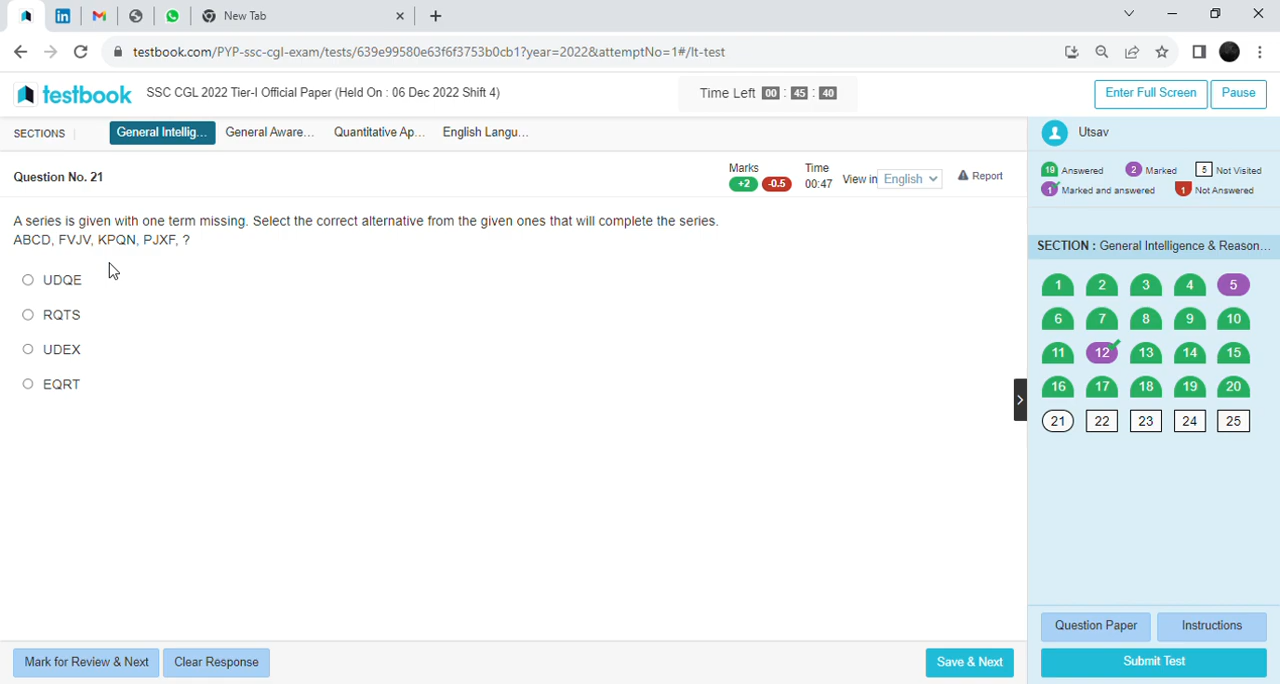 New Tab
testbook.com/PYP-ssc-cgl-exam/tests/639e99580e63f6f3753b0cb1?year=2022&attemptNo=1#/lt-test
testbook SSC CGL 2022 Tier-I Official Paper (Held On : 06 Dec 2022 Shift 4) Time Left 00 : 45 : 40 Enter Full Screen Pause
SECTIONS General Intellig... General Aware... Quantitative Ap... English Langu...
Utsav
Question No. 21
Marks +2 -0.5
Time 00:47
View in English
Report
19 Answered 2 Marked 5 Not Visited
1 Marked and answered 1 Not Answered
A series is given with one term missing. Select the correct alternative from the given ones that will complete the series.
ABCD, FVJV, KPQN, PJXF, ?
UDQE
RQTS
UDEX
EQRT
SECTION : General Intelligence & Reason...
1 2 3 4 5
6 7 8 9 10
11 12 13 14 15
16 17 18 19 20
21 22 23 24 25
Question Paper Instructions
Mark for Review & Next Clear Response Save & Next Submit Test